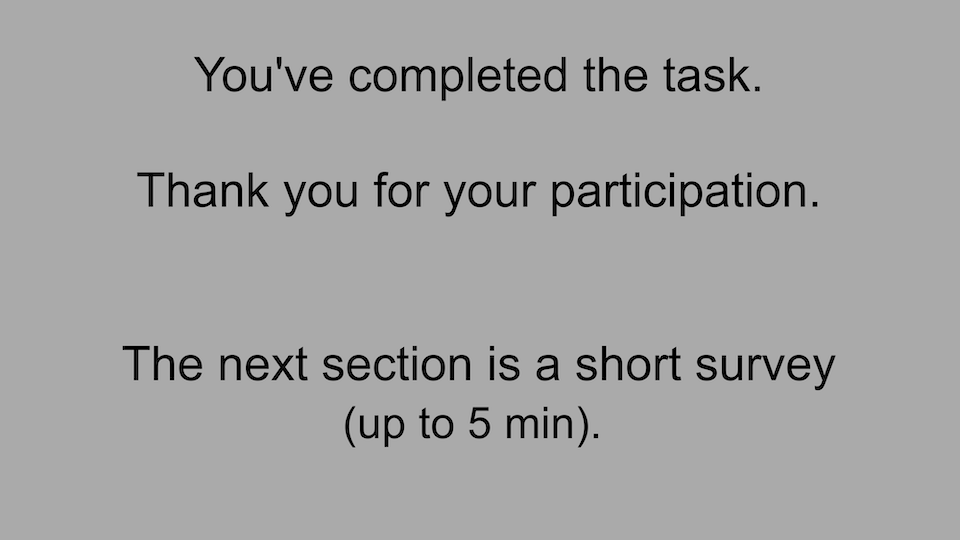 You've completed the task.
Thank you for your participation.
The next section is a short survey
(up to 5 min).